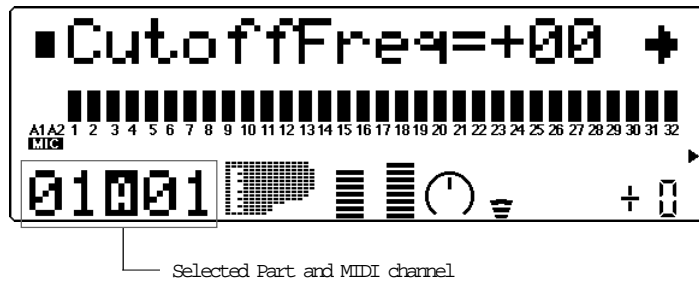 CutoffFreq=+00
A1 A2 1 2 3 4 5 6 7 8 9 10 11 12 13 14 15 16 17 18 19 20 21 22 23 24 25 26 27 28 29 30 31 32
MIC
01A01 + 0
Selected Part and MIDI channel